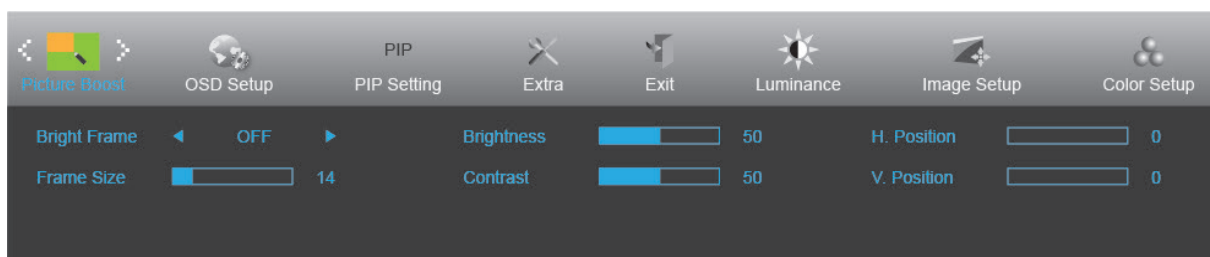 PIP
Picture Boost OSD Setup PIP Setting Extra Exit Luminance Image Setup Color Setup
Bright Frame OFF Brightness 50 H. Position 0
Frame Size 14 Contrast 50 V. Position 0